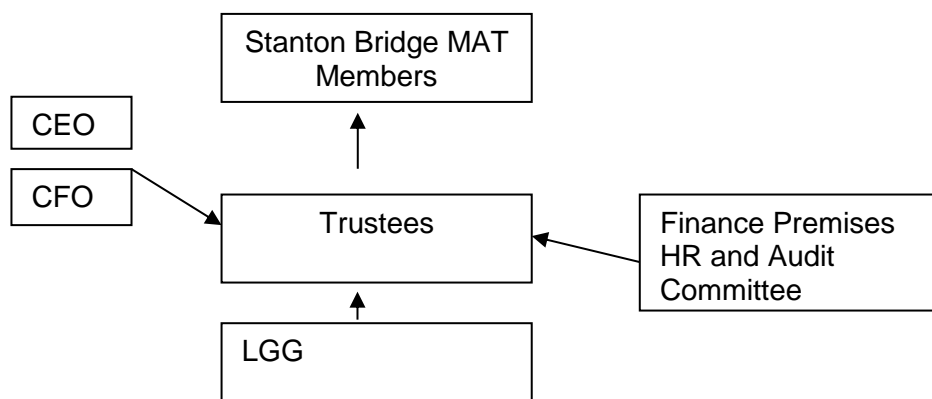 Stanton Bridge MAT
Members
CEO
CFO
Trustees
Finance Premises
HR and Audit
Committee
LGG